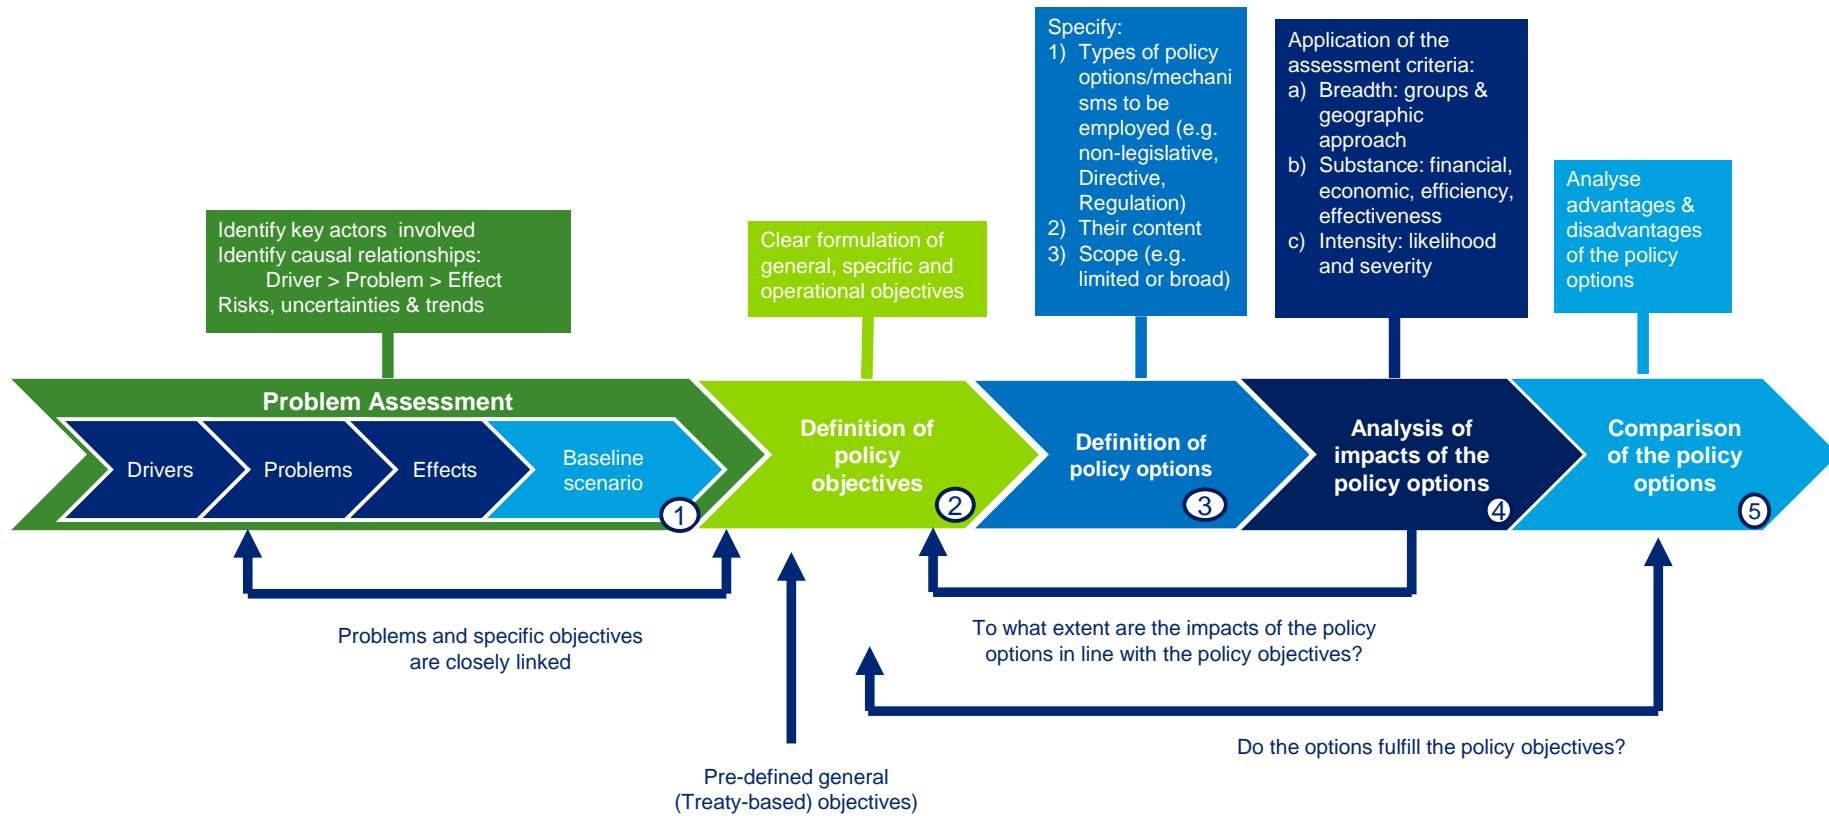 Identify key actors  involved
Identify causal relationships:
Driver > Problem > Effect
Risks, uncertainties & trends
Clear formulation of
general, specific and
operational objectives
Specify:
1) Types of policy
options/mechani
sms to be
employed (e.g.
non-legislative,
Directive,
Regulation)
2) Their content
3) Scope (e.g.
limited or broad)
Application of the
assessment criteria:
a) Breadth: groups &
geographic
approach
b) Substance: financial,
economic, efficiency,
effectiveness
c) Intensity: likelihood
and severity
Analyse
advantages &
disadvantages
of the policy
options
Problem Assessment
Drivers
Problems
Effects
Baseline
scenario
1
Definition of
policy
objectives
2
Definition of
policy options
3
Analysis of
impacts of the
policy options
4
Comparison
of the policy
options
5
Problems and specific objectives
are closely linked
To what extent are the impacts of the policy
options in line with the policy objectives?
Do the options fulfill the policy objectives?
Pre-defined general
(Treaty-based) objectives)